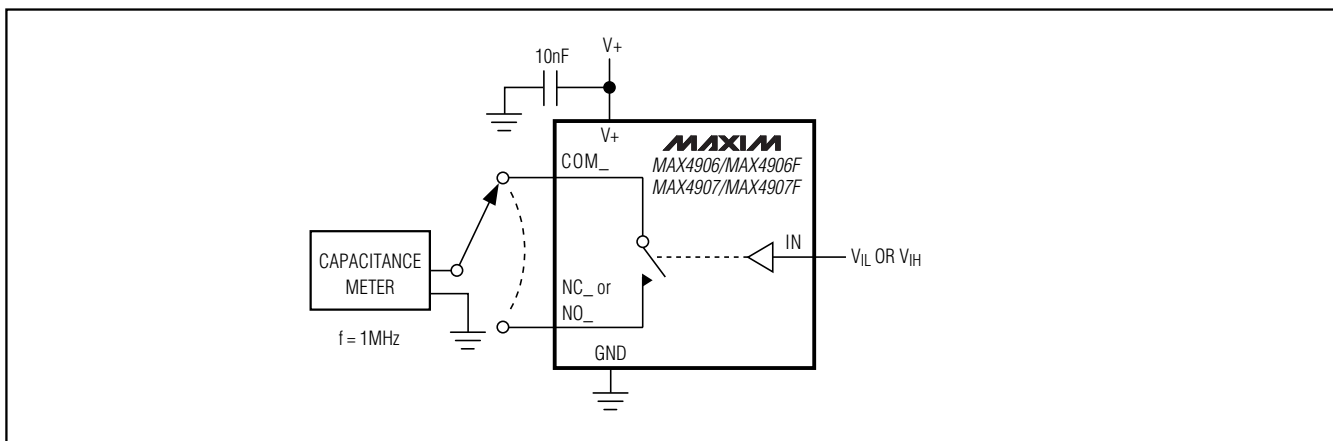 V+
10nF
V+
MAXIM
MAX4906/MAX4906F
MAX4907/MAX4907F
COM_
IN
VIL OR VIH
CAPACITANCE
METER
NC_ or
NO_
f = 1MHz
GND